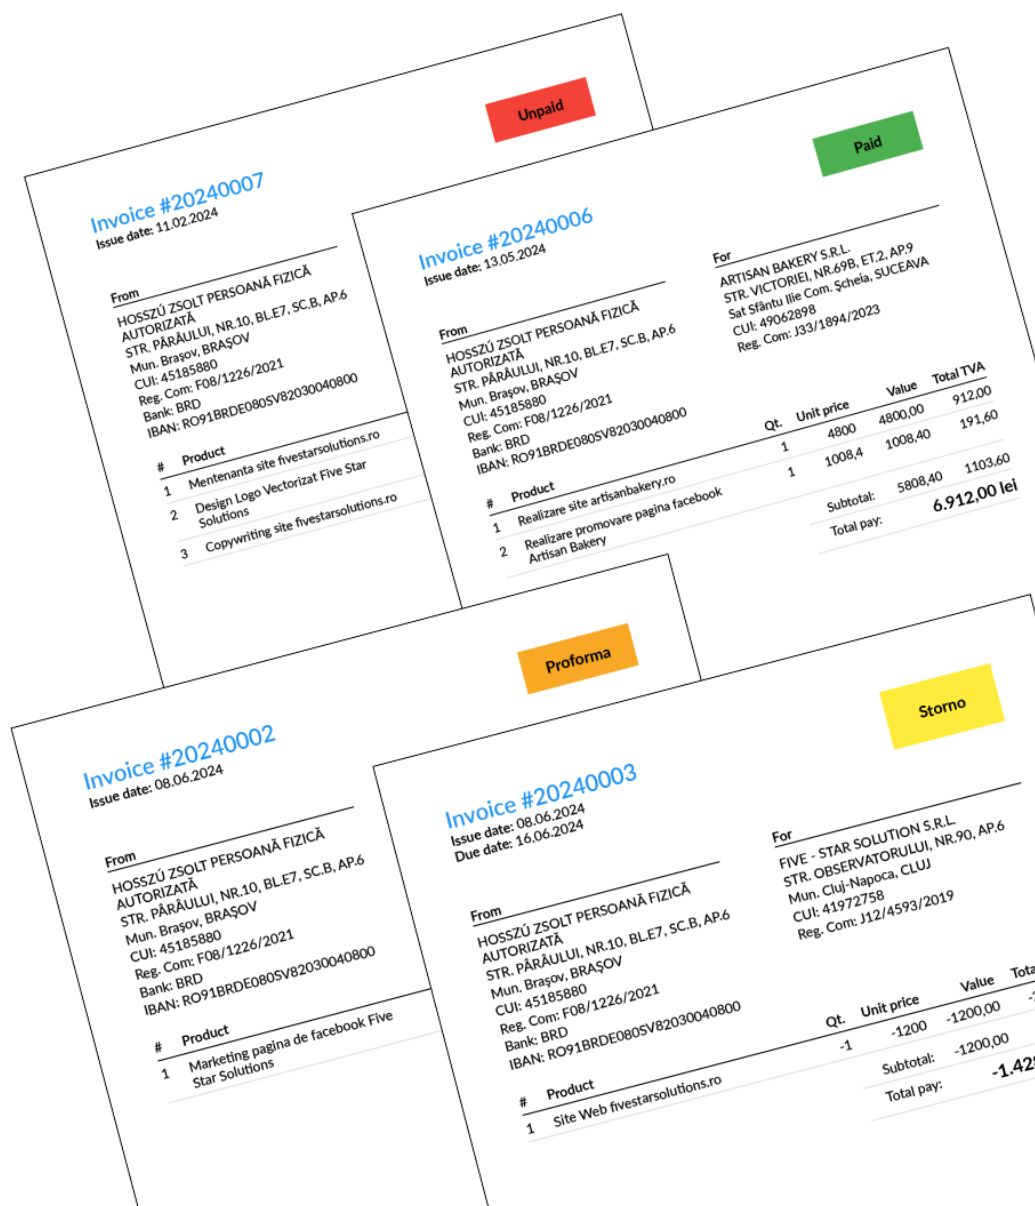 Unpaid
Invoice #20240007
Issue date: 11.02.2024
From
HOSSZÚ ZSOLT PERSOANĂ FIZICĂ
AUTORIZATĂ
STR. PÂRÂULUI, NR.10, BL.E7, SC.B, AP.6
Mun. Braşov, BRAŞOV
CUI: 45185880
Reg. Com: F08/1226/2021
Bank: BRD
IBAN: RO91BRDE080SV82030040800
# Product
1 Mentenanta site fivestarsolutions.ro
2 Design Logo Vectorizat Five Star
Solutions
3 Copywriting site fivestarsolutions.ro
Paid
Invoice #20240006
Issue date: 13.05.2024
From
HOSSZÚ ZSOLT PERSOANĂ FIZICĂ
AUTORIZATĂ
STR. PÂRÂULUI, NR.10, BL.E7, SC.B, AP.6
Mun. Braşov, BRAŞOV
CUI: 45185880
Reg. Com: F08/1226/2021
Bank: BRD
IBAN: RO91BRDE080SV82030040800
For
ARTISAN BAKERY S.R.L.
STR. VICTORIEI, NR.69B, ET.2, AP.9
Sat Sfântu Ilie Com. Şcheia, SUCEAVA
CUI: 49062898
Reg. Com: J33/1894/2023
# Product Qt. Unit price Value Total TVA
1 Realizare site artisanbakery.ro 1 4800 4800,00 912,00
2 Realizare promovare pagina facebook 1 1008,4 1008,40 191,60
Artisan Bakery
Subtotal: 5808,40 1103,60
Total pay: 6.912,00 lei
Proforma
Invoice #20240002
Issue date: 08.06.2024
From
HOSSZÚ ZSOLT PERSOANĂ FIZICĂ
AUTORIZATĂ
STR. PÂRÂULUI, NR.10, BL.E7, SC.B, AP.6
Mun. Braşov, BRAŞOV
CUI: 45185880
Reg. Com: F08/1226/2021
Bank: BRD
IBAN: RO91BRDE080SV82030040800
# Product
1 Marketing pagina de facebook Five
Star Solutions
Storno
Invoice #20240003
Issue date: 08.06.2024
Due date: 16.06.2024
From
HOSSZÚ ZSOLT PERSOANĂ FIZICĂ
AUTORIZATĂ
STR. PÂRÂULUI, NR.10, BL.E7, SC.B, AP.6
Mun. Braşov, BRAŞOV
CUI: 45185880
Reg. Com: F08/1226/2021
Bank: BRD
IBAN: RO91BRDE080SV82030040800
For
FIVE - STAR SOLUTION S.R.L
STR. OBSERVATORULUI, NR.90, AP.6
Mun. Cluj-Napoca, CLUJ
CUI: 41972758
Reg. Com: J12/4593/2019
# Product Qt. Unit price Value Tota
1 Site Web fivestarsolutions.ro -1 -1200 -1200,00
Subtotal: -1200,00
Total pay: -1.42